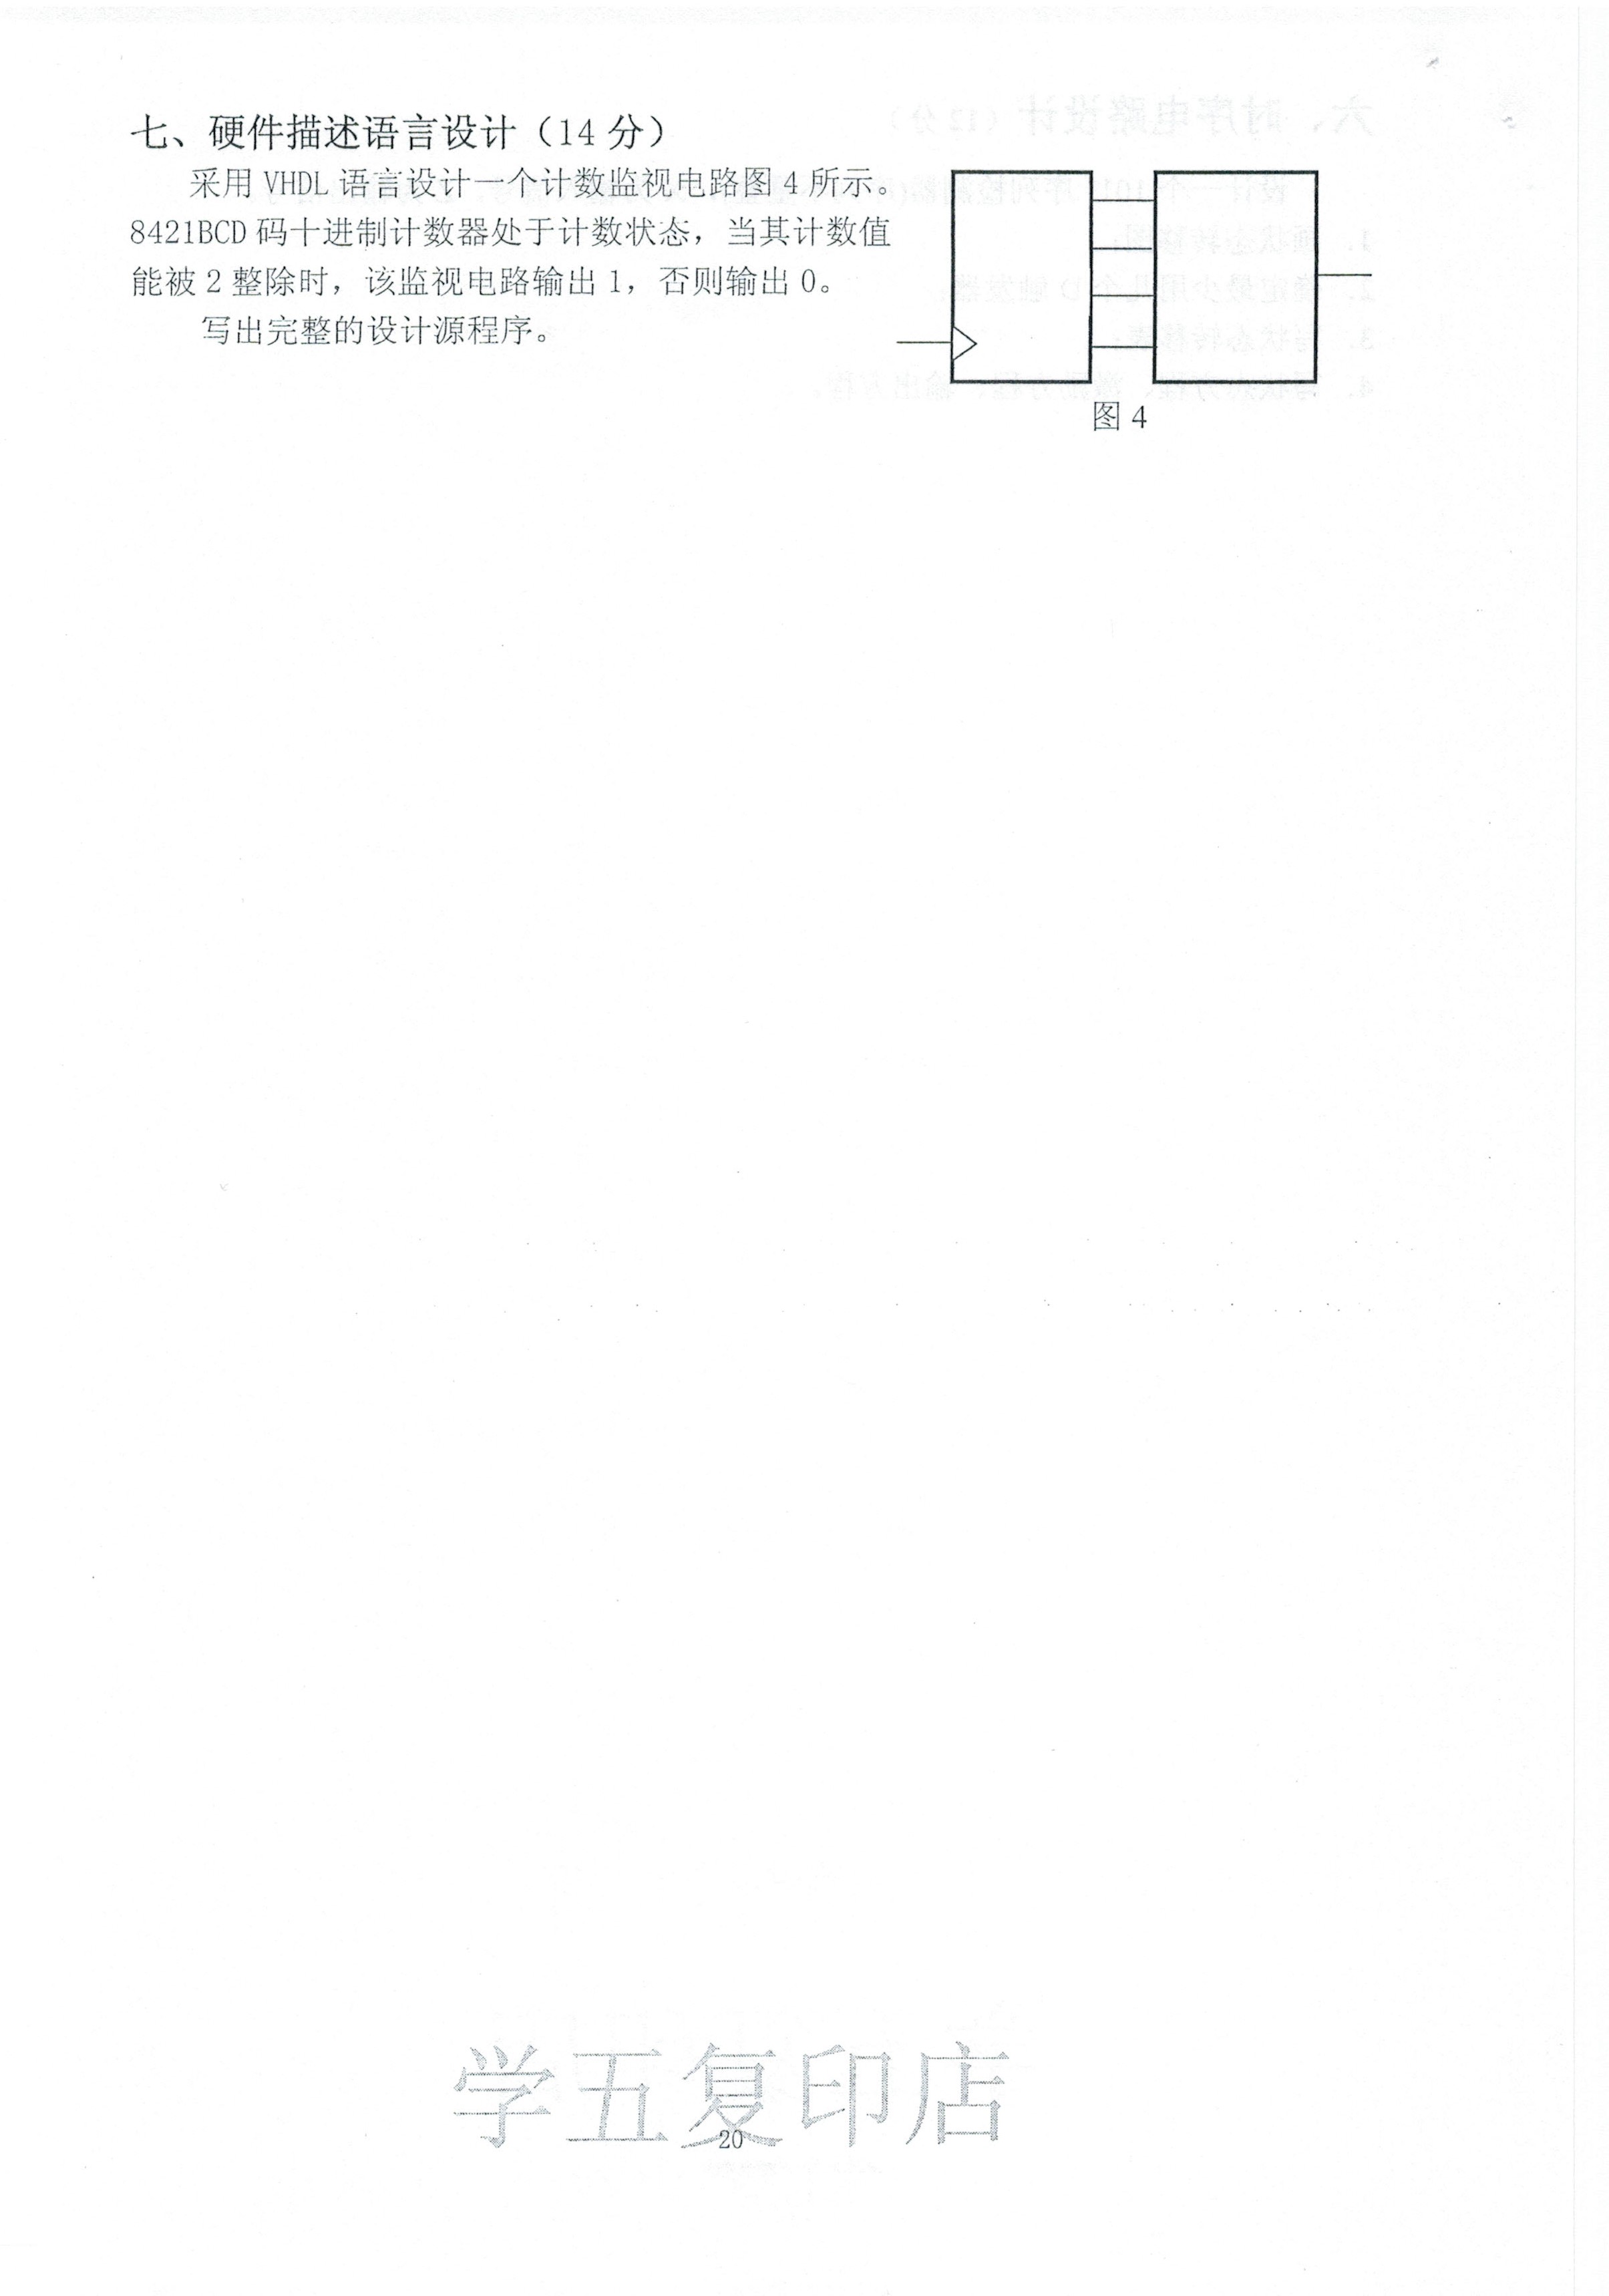 七、硬件描述语言设计（14 分）
采用 VHDL 语言设计一个计数监视电路图 4 所示。
8421BCD 码十进制计数器处于计数状态，当其计数值
能被 2 整除时，该监视电路输出 1，否则输出 0。
写出完整的设计源程序。
图 4
学五复印店
20